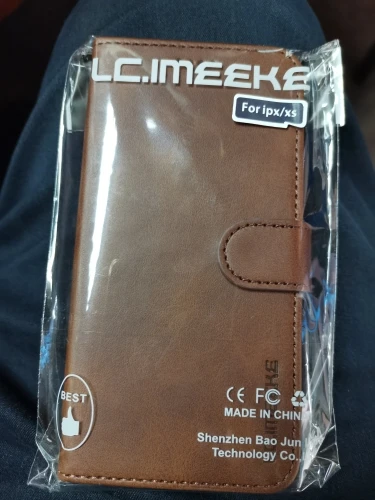 LC.IMEEKE
For ipx/xs
BEST
CE FC
MADE IN CHINA
Shenzhen Bao Jun
Technology Co.,